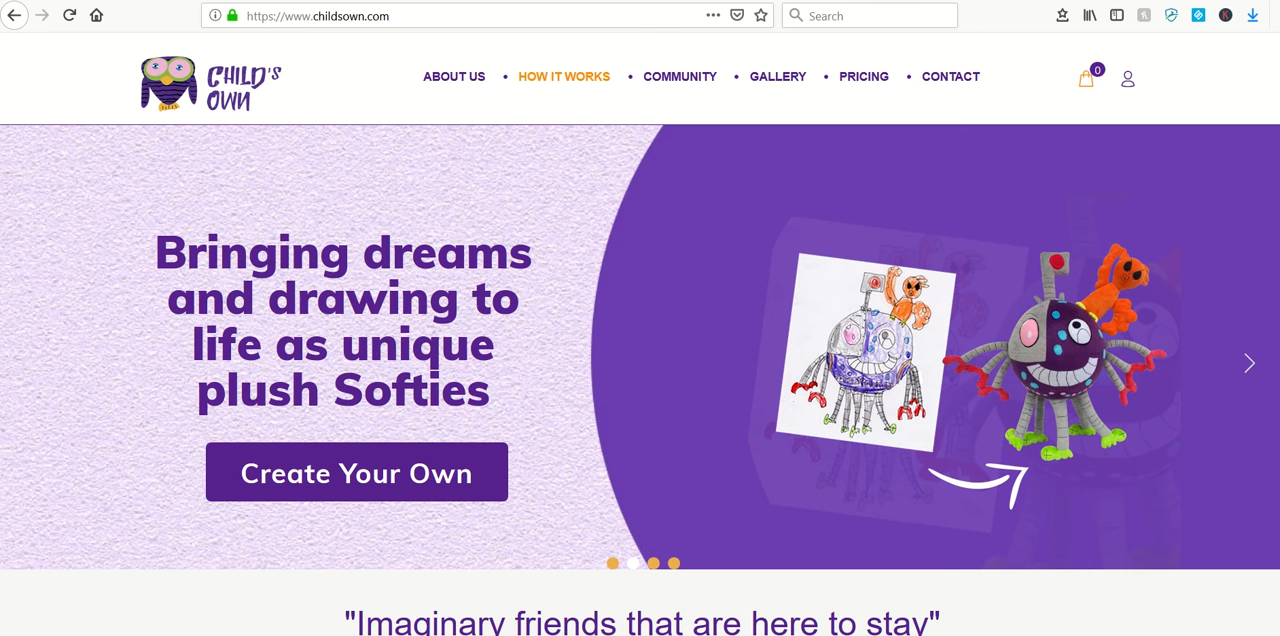 https://www.childsown.com
Search
CHILD'S
OWN
ABOUT US • HOW IT WORKS • COMMUNITY • GALLERY • PRICING • CONTACT
0
Bringing dreams
and drawing to
life as unique
plush Softies
Create Your Own
"Imaginary friends that are here to stay"